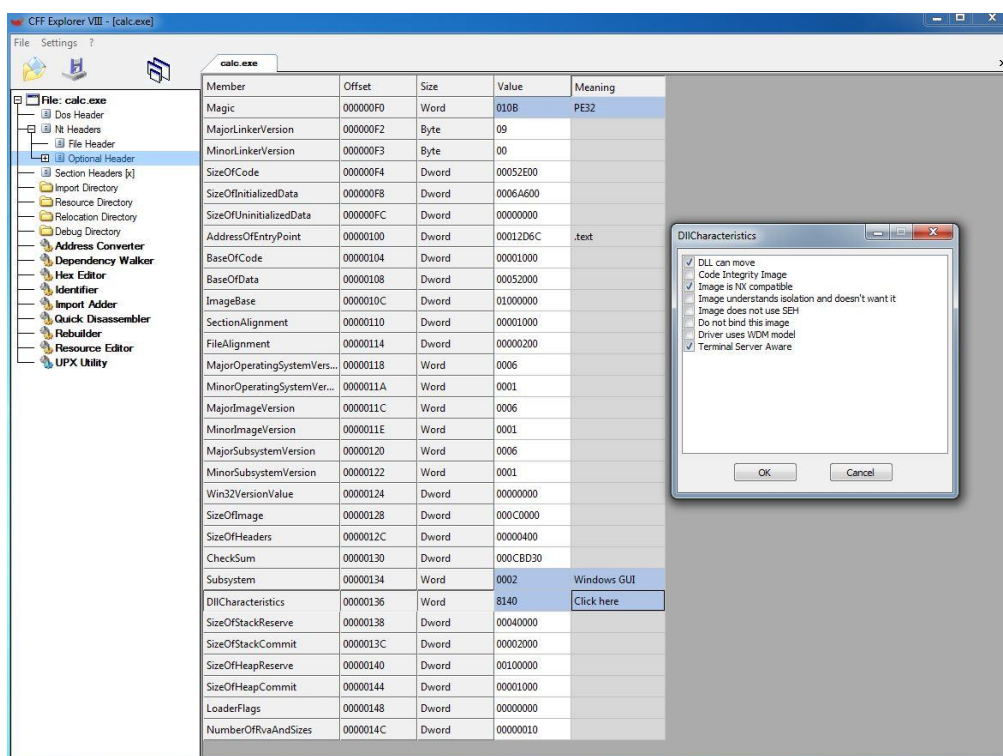 CFF Explorer VIII - [calc.exe]
File Settings ?
calc.exe
File: calc.exe
Dos Header
Nt Headers
File Header
Optional Header
Section Headers [x]
Import Directory
Resource Directory
Relocation Directory
Debug Directory
Address Converter
Dependency Walker
Hex Editor
Identifier
Import Adder
Quick Disassembler
Rebuilder
Resource Editor
UPX Utility
Member Offset Size Value Meaning
Magic 000000F0 Word 010B PE32
MajorLinkerVersion 000000F2 Byte 09
MinorLinkerVersion 000000F3 Byte 00
SizeOfCode 000000F4 Dword 00052E00
SizeOfInitializedData 000000F8 Dword 0006A600
SizeOfUninitializedData 000000FC Dword 00000000
AddressOfEntryPoint 00000100 Dword 00012D6C .text
BaseOfCode 00000104 Dword 00001000
BaseOfData 00000108 Dword 00052000
ImageBase 0000010C Dword 01000000
SectionAlignment 00000110 Dword 00001000
FileAlignment 00000114 Dword 00000200
MajorOperatingSystemVers... 00000118 Word 0006
MinorOperatingSystemVer... 0000011A Word 0001
MajorImageVersion 0000011C Word 0006
MinorImageVersion 0000011E Word 0001
MajorSubsystemVersion 00000120 Word 0006
MinorSubsystemVersion 00000122 Word 0001
Win32VersionValue 00000124 Dword 00000000
SizeOfImage 00000128 Dword 000C0000
SizeOfHeaders 0000012C Dword 00000400
CheckSum 00000130 Dword 000CBD30
Subsystem 00000134 Word 0002 Windows GUI
DllCharacteristics 00000136 Word 8140 Click here
SizeOfStackReserve 00000138 Dword 00040000
SizeOfStackCommit 0000013C Dword 00002000
SizeOfHeapReserve 00000140 Dword 00100000
SizeOfHeapCommit 00000144 Dword 00001000
LoaderFlags 00000148 Dword 00000000
NumberOfRvaAndSizes 0000014C Dword 00000010
DllCharacteristics
DLL can move
Code Integrity Image
Image is NX compatible
Image understands isolation and doesn't want it
Image does not use SEH
Do not bind this image
Driver uses WDM model
Terminal Server Aware
OK Cancel